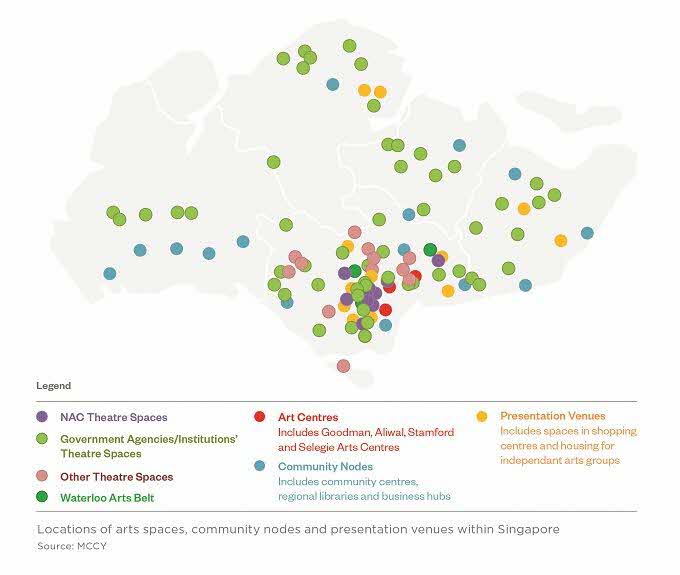 Legend
NAC Theatre Spaces
Government Agencies/Institutions'
Theatre Spaces
Other Theatre Spaces
Waterloo Arts Belt
Art Centres
Includes Goodman, Aliwal, Stamford
and Selegie Arts Centres
Community Nodes
Includes community centres,
regional libraries and business hubs
Presentation Venues
Includes spaces in shopping
centres and housing for
independant arts groups
Locations of arts spaces, community nodes and presentation venues within Singapore
Source: MCCY